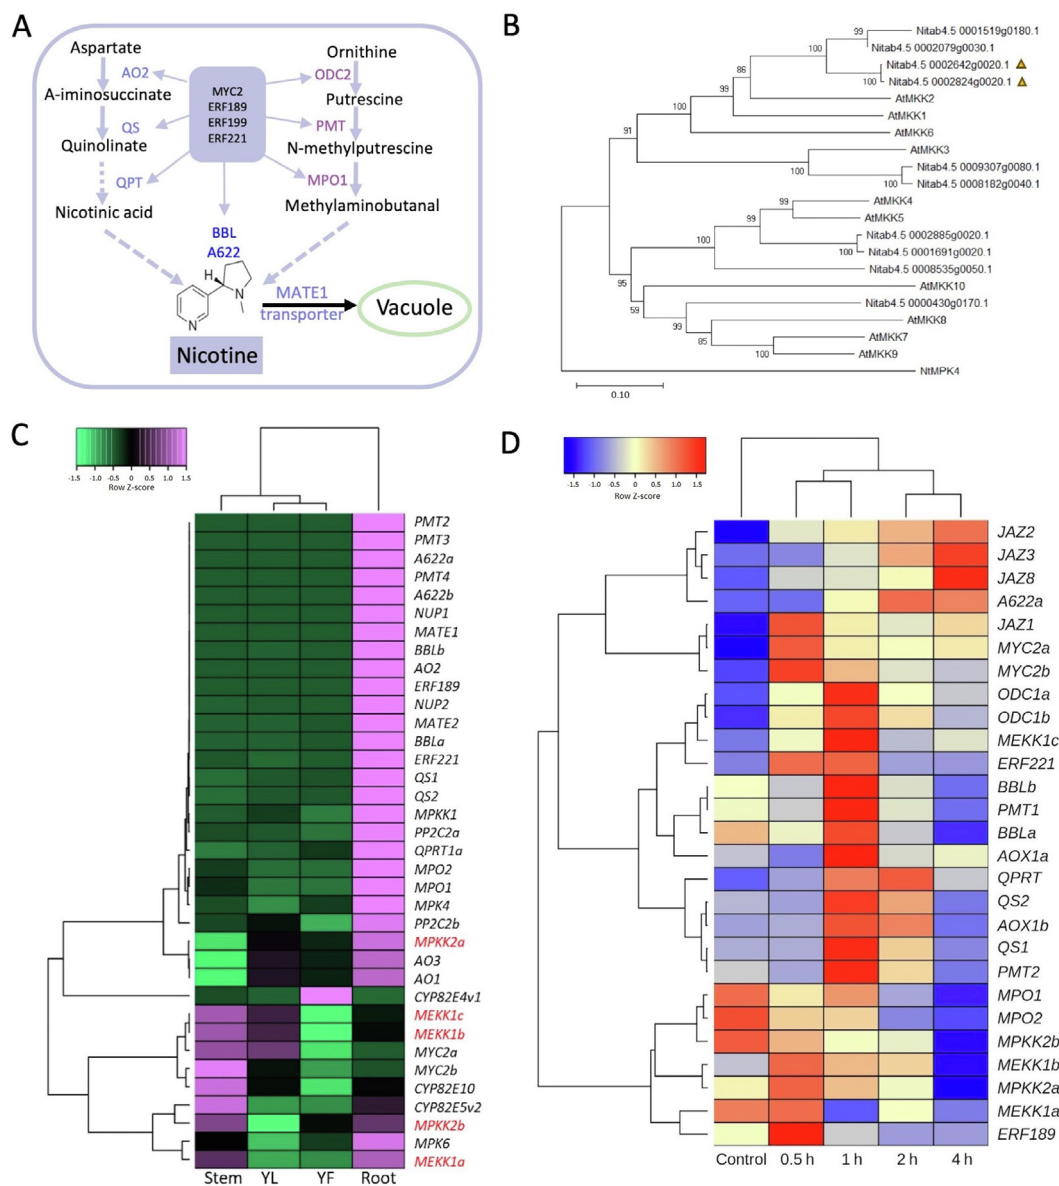 A
Aspartate
AO2
A-iminosuccinate
QS
Quinolinate
QPT
Nicotinic acid
MYC2
ERF189
ERF199
ERF221
Ornithine
ODC2
Putrescine
PMT
N-methylputrescine
MPO1
Methylaminobutanal
BBL
A622
H
N
N
MATE1
transporter
Vacuole
Nicotine
B
Nitab4.5 0001519g0180.1
Nitab4.5 0002079g0030.1
Nitab4.5 0002642g0020.1
Nitab4.5 0002824g0020.1
AtMKK2
AtMKK1
AtMKK6
AtMKK3
Nitab4.5 0009307g0080.1
Nitab4.5 0008182g0040.1
AtMKK4
AtMKK5
Nitab4.5 0002885g0020.1
Nitab4.5 0001691g0020.1
Nitab4.5 0008535g0050.1
AtMKK10
Nitab4.5 0000430g0170.1
AtMKK8
AtMKK7
AtMKK9
NtMPK4
99
100
100
86
99
100
91
100
100
99
100
100
95
59
99
85
100
0.10
C
-1.5 -1.0 -0.5 0 0.5 1.0 1.5
Row Z-score
PMT2
PMT3
A622a
PMT4
A622b
NUP1
MATE1
BBLb
AO2
ERF189
NUP2
MATE2
BBLa
ERF221
QS1
QS2
MPKK1
PP2C2a
QPRT1a
MPO2
MPO1
MPK4
PP2C2b
MPKK2a
AO3
AO1
CYP82E4v1
MEKK1c
MEKK1b
MYC2a
MYC2b
CYP82E10
CYP82E5v2
MPKK2b
MPK6
MEKK1a
Stem YL YF Root
D
-1.5 -1.0 -0.5 0 0.5 1.0 1.5
Row Z-score
JAZ2
JAZ3
JAZ8
A622a
JAZ1
MYC2a
MYC2b
ODC1a
ODC1b
MEKK1c
ERF221
BBLb
PMT1
BBLa
AOX1a
QPRT
QS2
AOX1b
QS1
PMT2
MPO1
MPO2
MPKK2b
MEKK1b
MPKK2a
MEKK1a
ERF189
Control 0.5 h 1 h 2 h 4 h